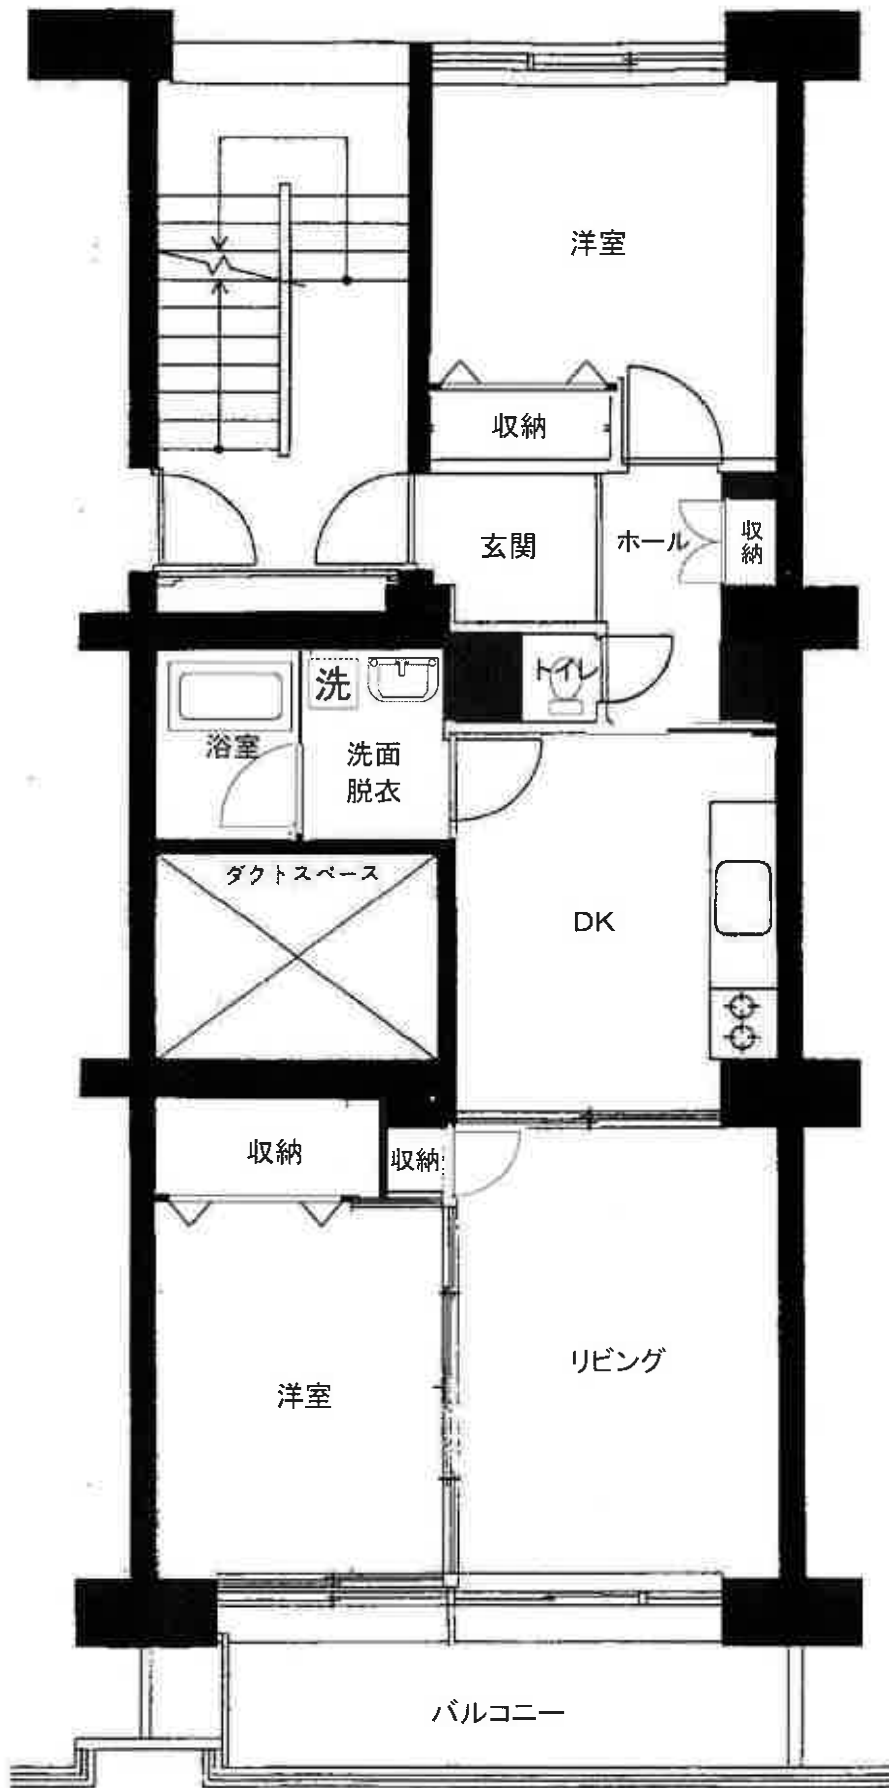 洋室
収納
玄関
ホール
収納
トイレ
洗
浴室
洗面
脱衣
ダクトスペース
DK
収納
収納
リビング
洋室
バルコニー